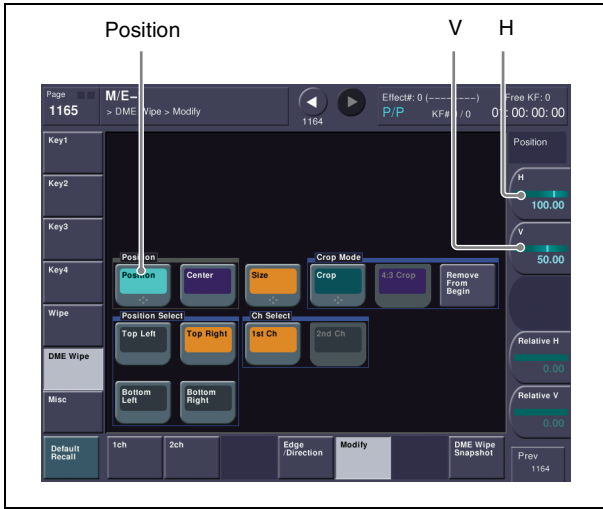 Position
V
H
Page
1165
M/E-
> DME Wipe > Modify
1164
Effect#: 0 (--------)
P/P
KF# / 0
Free KF: 0
01: 00: 00: 00
Key1
Key2
Key3
Key4
Wipe
DME Wipe
Misc
Default
Recall
Position
Position
Center
Size
Crop Mode
Crop
4:3 Crop
Remove
From
Begin
Position Select
Top Left
Top Right
Bottom
Left
Bottom
Right
Ch Select
1st Ch
2nd Ch
Position
H
100.00
V
50.00
Relative H
0.00
Relative V
0.00
1ch
2ch
Edge
/Direction
Modify
DME Wipe
Snapshot
Prev
1164